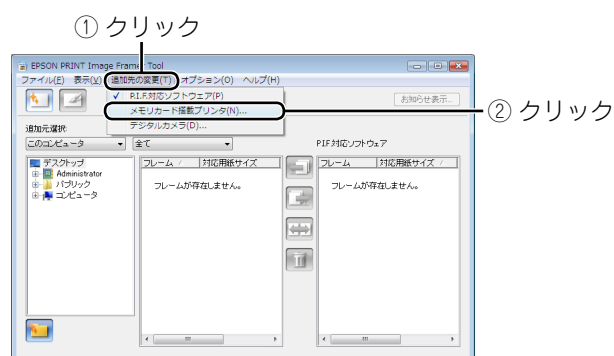 ① クリック
EPSON PRINT Image Framer Tool
ファイル(F) 表示(V) 追加先の変更(T) オプション(O) ヘルプ(H)
✓ P.I.F.対応ソフトウェア(P)
メモリカード搭載プリンタ(N)...
デジタルカメラ(D)...
お知らせ表示...
② クリック
追加元選択:
このコンピュータ 全て
P.I.F.対応ソフトウェア
デスクトップ
Administrator
パブリック
コンピュータ
フレーム / 対応用紙サイズ
フレームが存在しません。
フレーム 対応用紙サイズ /
フレームが存在しません。